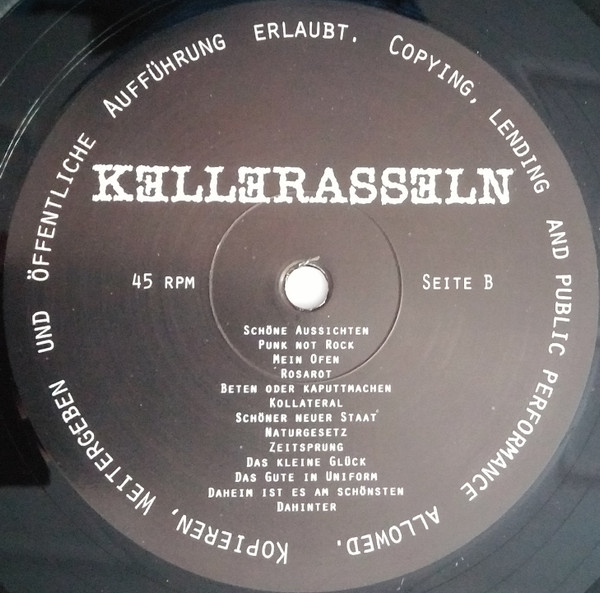 KELLERASSELN
45 RPM
SEITE B
SCHÖNE AUSSICHTEN
PUNK NOT ROCK
MEIN OFEN
ROSAROT
BETEN ODER KAPUTTMACHEN
KOLLATERAL
SCHÖNER NEUER STAAT
NATURGESETZ
ZEITSPRUNG
DAS KLEINE GLÜCK
DAS GUTE IN UNIFORM
DAHEIM IST ES AM SCHÖNSTEN
DAHINTER
KOPIEREN, WEITERGEBEN UND ÖFFENTLICHE AUFFÜHRUNG ERLAUBT. COPYING, LENDING AND PUBLIC PERFORMANCE ALLOWED.